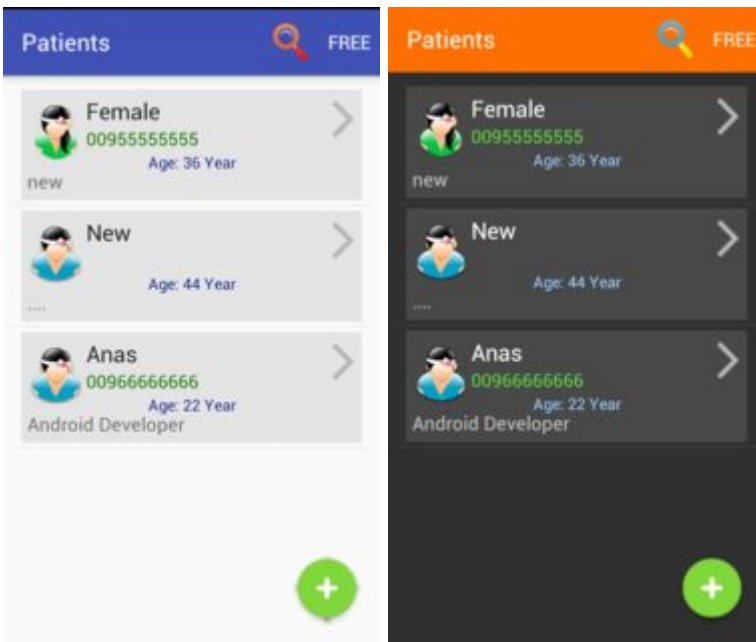 Patients
FREE
Female
00955555555
Age: 36 Year
new
New
Age: 44 Year
....
Anas
00966666666
Age: 22 Year
Android Developer
Patients
FREE
Female
00955555555
Age: 36 Year
new
New
Age: 44 Year
....
Anas
00966666666
Age: 22 Year
Android Developer